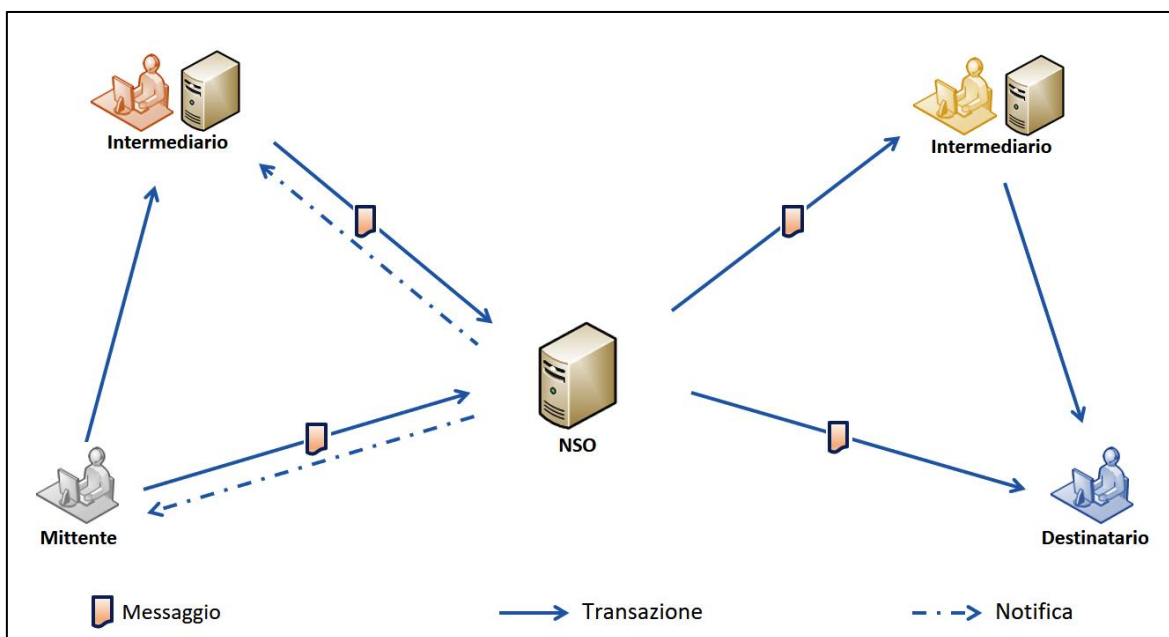 Intermediario
Intermediario
NSO
Mittente
Destinatario
Messaggio
Transazione
Notifica